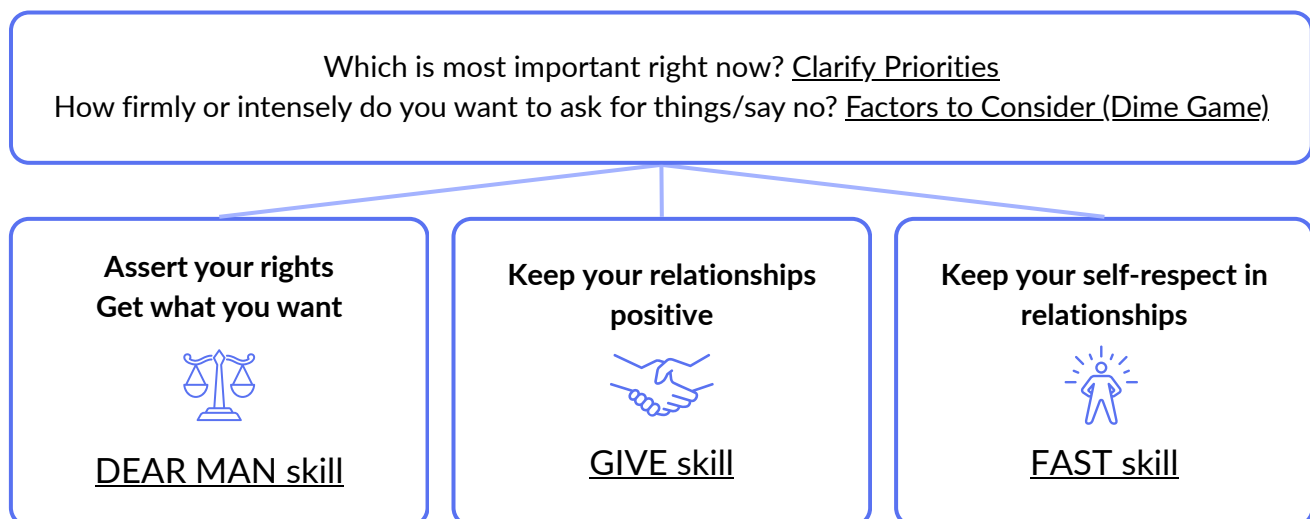 Which is most important right now? Clarify Priorities
How firmly or intensely do you want to ask for things/say no? Factors to Consider (Dime Game)
Assert your rights
Get what you want
DEAR MAN skill
Keep your relationships
positive
GIVE skill
Keep your self-respect in
relationships
FAST skill